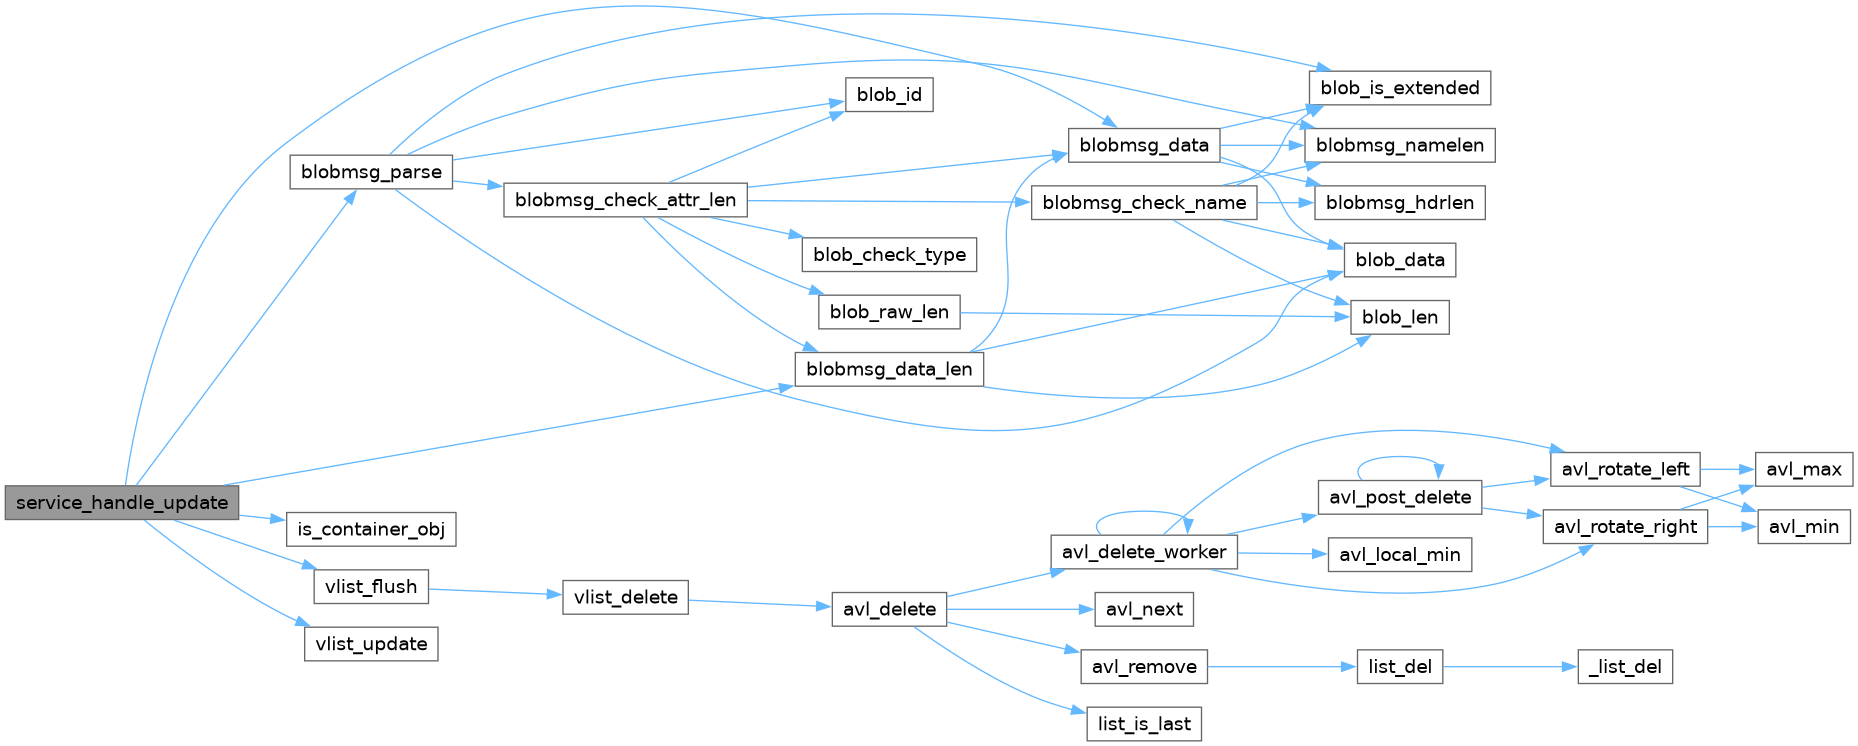 service_handle_update
blobmsg_parse
is_container_obj
vlist_flush
vlist_update
blobmsg_check_attr_len
vlist_delete
blob_id
blob_check_type
blob_raw_len
blobmsg_data_len
avl_delete
blobmsg_data
blobmsg_check_name
avl_delete_worker
avl_next
avl_remove
list_is_last
blob_is_extended
blobmsg_namelen
blobmsg_hdrlen
blob_data
blob_len
avl_post_delete
avl_local_min
list_del
avl_rotate_left
avl_rotate_right
_list_del
avl_max
avl_min